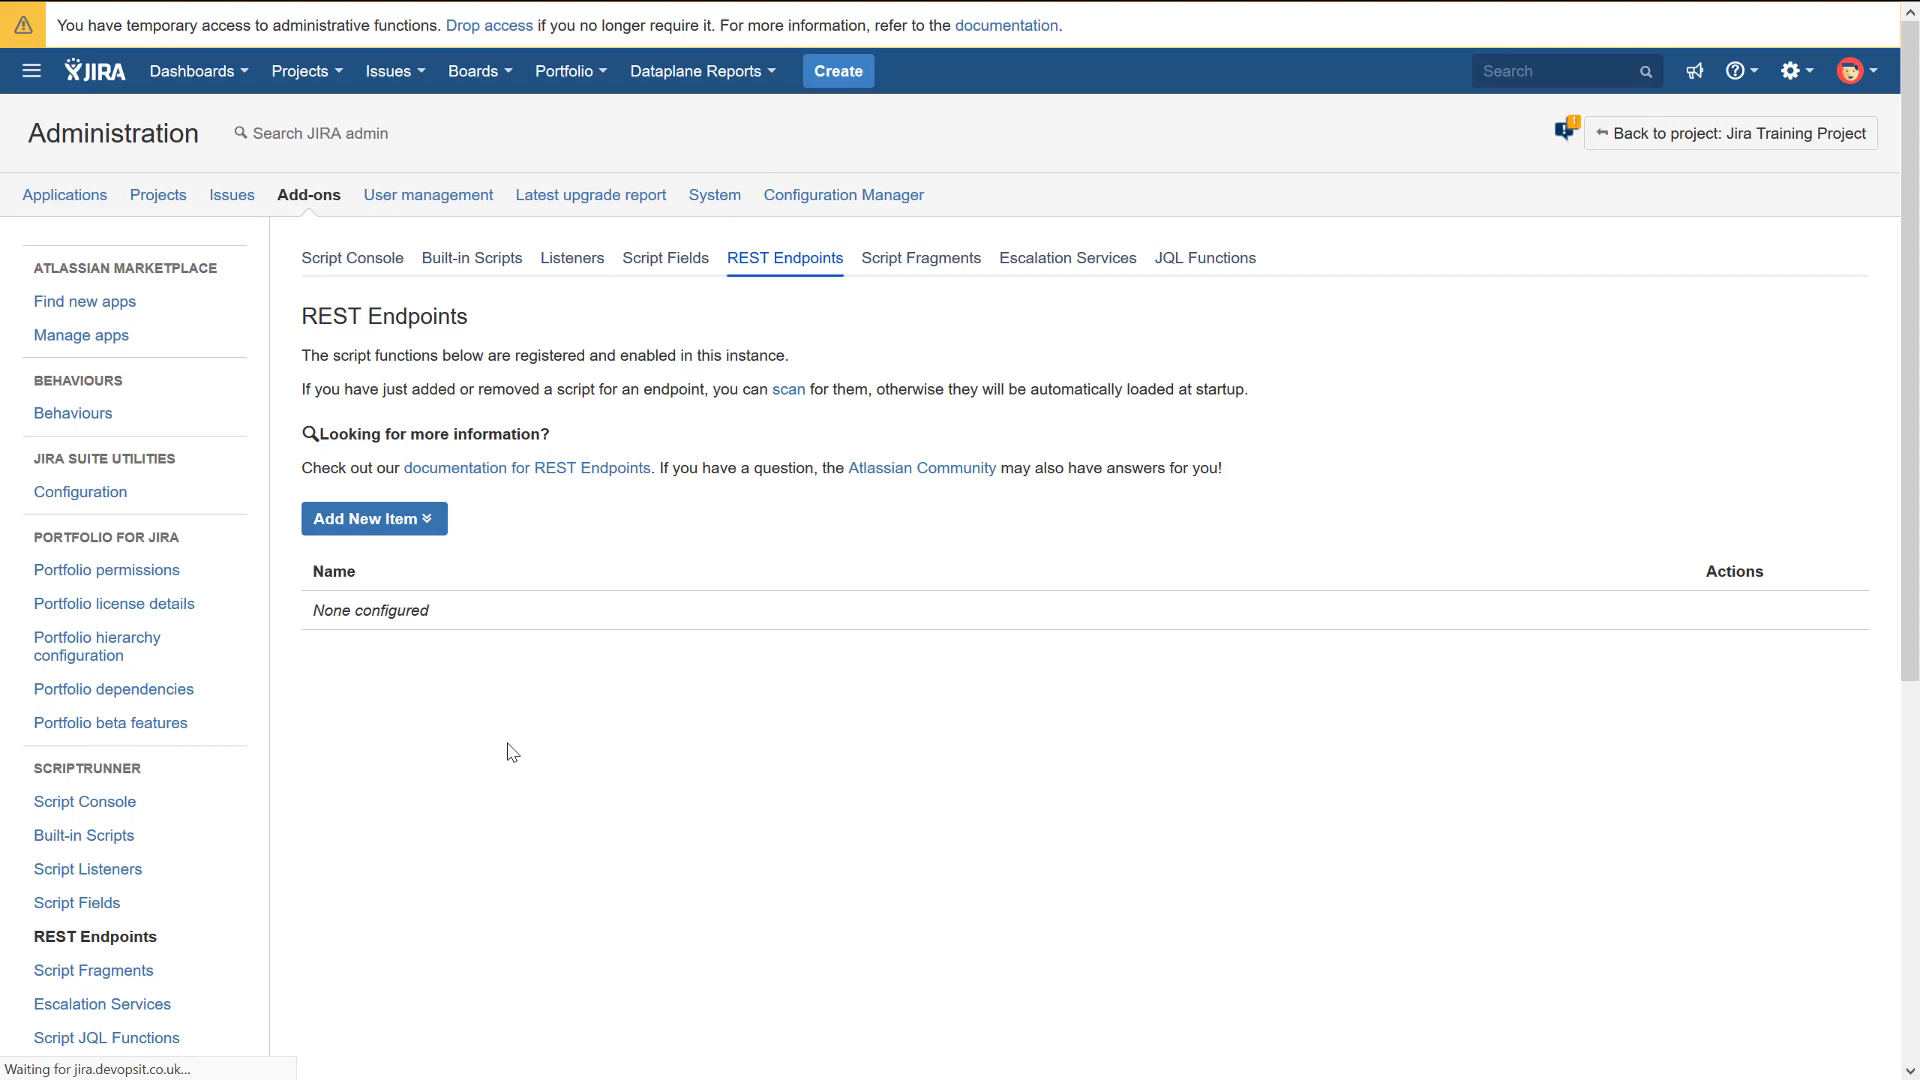 You have temporary access to administrative functions. Drop access if you no longer require it. For more information, refer to the documentation.
JIRA Dashboards Projects Issues Boards Portfolio Dataplane Reports Create Search
Administration Search JIRA admin 1 Back to project: Jira Training Project
Applications Projects Issues Add-ons User management Latest upgrade report System Configuration Manager
ATLASSIAN MARKETPLACE
Find new apps
Manage apps
BEHAVIOURS
Behaviours
JIRA SUITE UTILITIES
Configuration
PORTFOLIO FOR JIRA
Portfolio permissions
Portfolio license details
Portfolio hierarchy
configuration
Portfolio dependencies
Portfolio beta features
SCRIPTRUNNER
Script Console
Built-in Scripts
Script Listeners
Script Fields
REST Endpoints
Script Fragments
Escalation Services
Script JQL Functions
Script Console Built-in Scripts Listeners Script Fields REST Endpoints Script Fragments Escalation Services JQL Functions
REST Endpoints
The script functions below are registered and enabled in this instance.
If you have just added or removed a script for an endpoint, you can scan for them, otherwise they will be automatically loaded at startup.
Looking for more information?
Check out our documentation for REST Endpoints. If you have a question, the Atlassian Community may also have answers for you!
Add New Item
Name Actions
None configured
Waiting for jira.devopsit.co.uk...